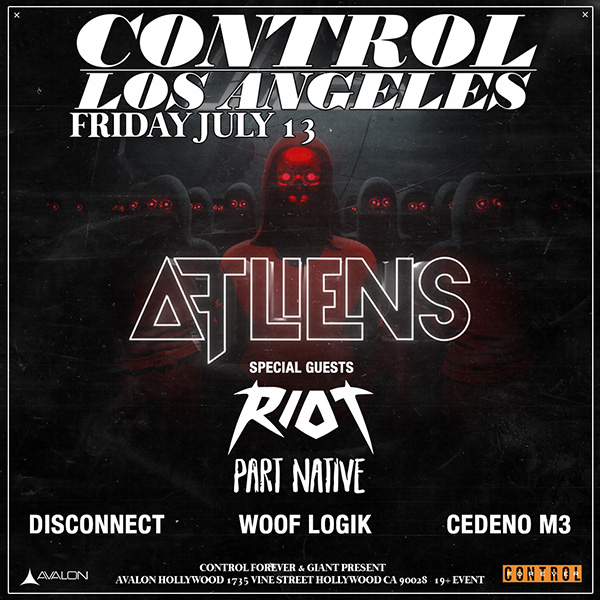 CONTROL
LOS ANGELES
FRIDAY JULY 13
ATLIENS
SPECIAL GUESTS
RIOT
PART NATIVE
DISCONNECT WOOF LOGIK CEDENO M3
CONTROL FOREVER & GIANT PRESENT
AVALON HOLLYWOOD 1735 VINE STREET HOLLYWOOD CA 90028 19+ EVENT
AVALON
CONTROL